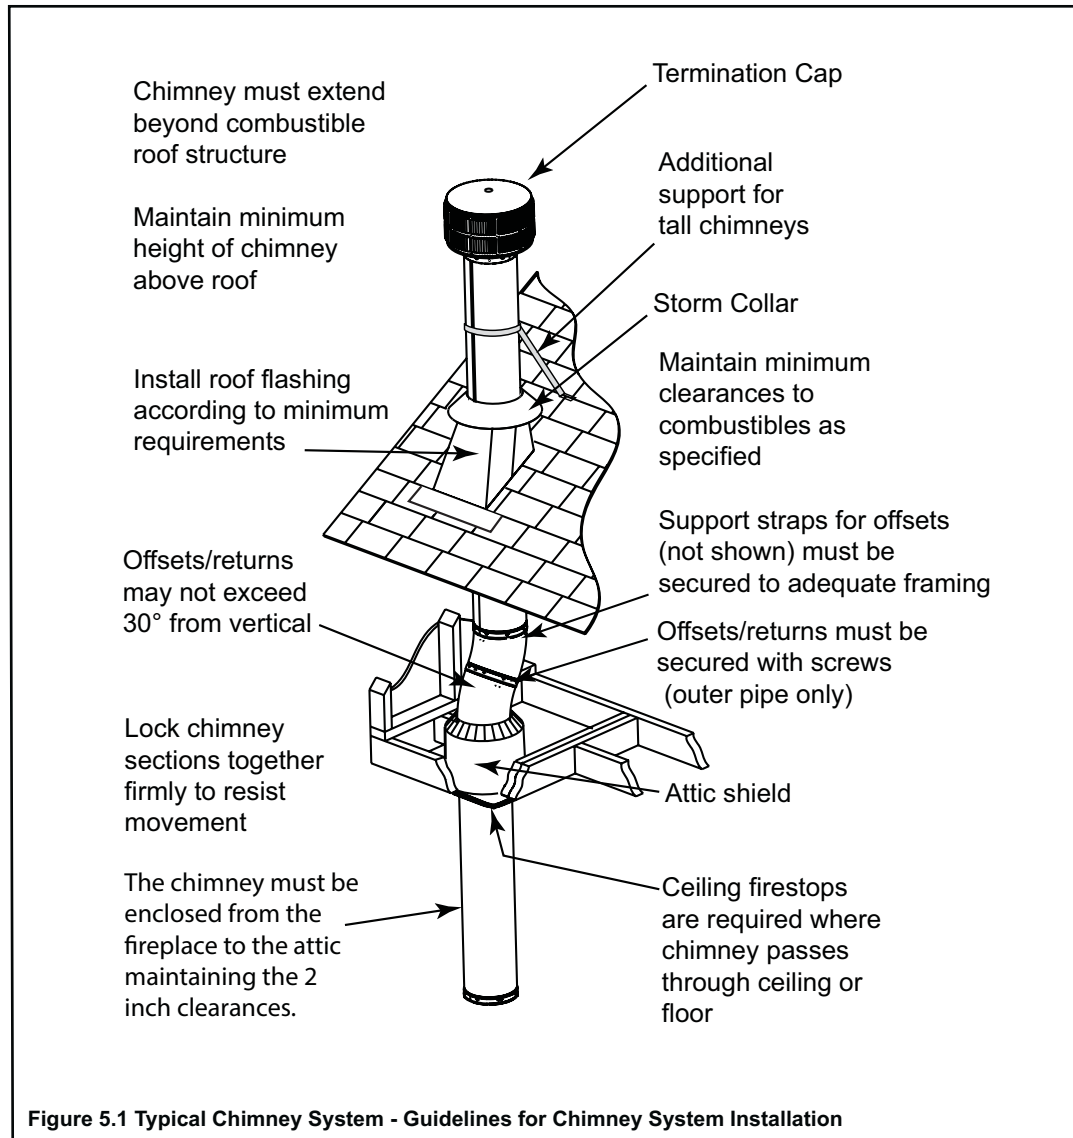 Chimney must extend
beyond combustible
roof structure
Maintain minimum
height of chimney
above roof
Install roof flashing
according to minimum
requirements
Offsets/returns
may not exceed
30° from vertical
Lock chimney
sections together
firmly to resist
movement
The chimney must be
enclosed from the
fireplace to the attic
maintaining the 2
inch clearances.
Termination Cap
Additional
support for
tall chimneys
Storm Collar
Maintain minimum
clearances to
combustibles as
specified
Support straps for offsets
(not shown) must be
secured to adequate framing
Offsets/returns must be
secured with screws
(outer pipe only)
Attic shield
Ceiling firestops
are required where
chimney passes
through ceiling or
floor
Figure 5.1 Typical Chimney System - Guidelines for Chimney System Installation